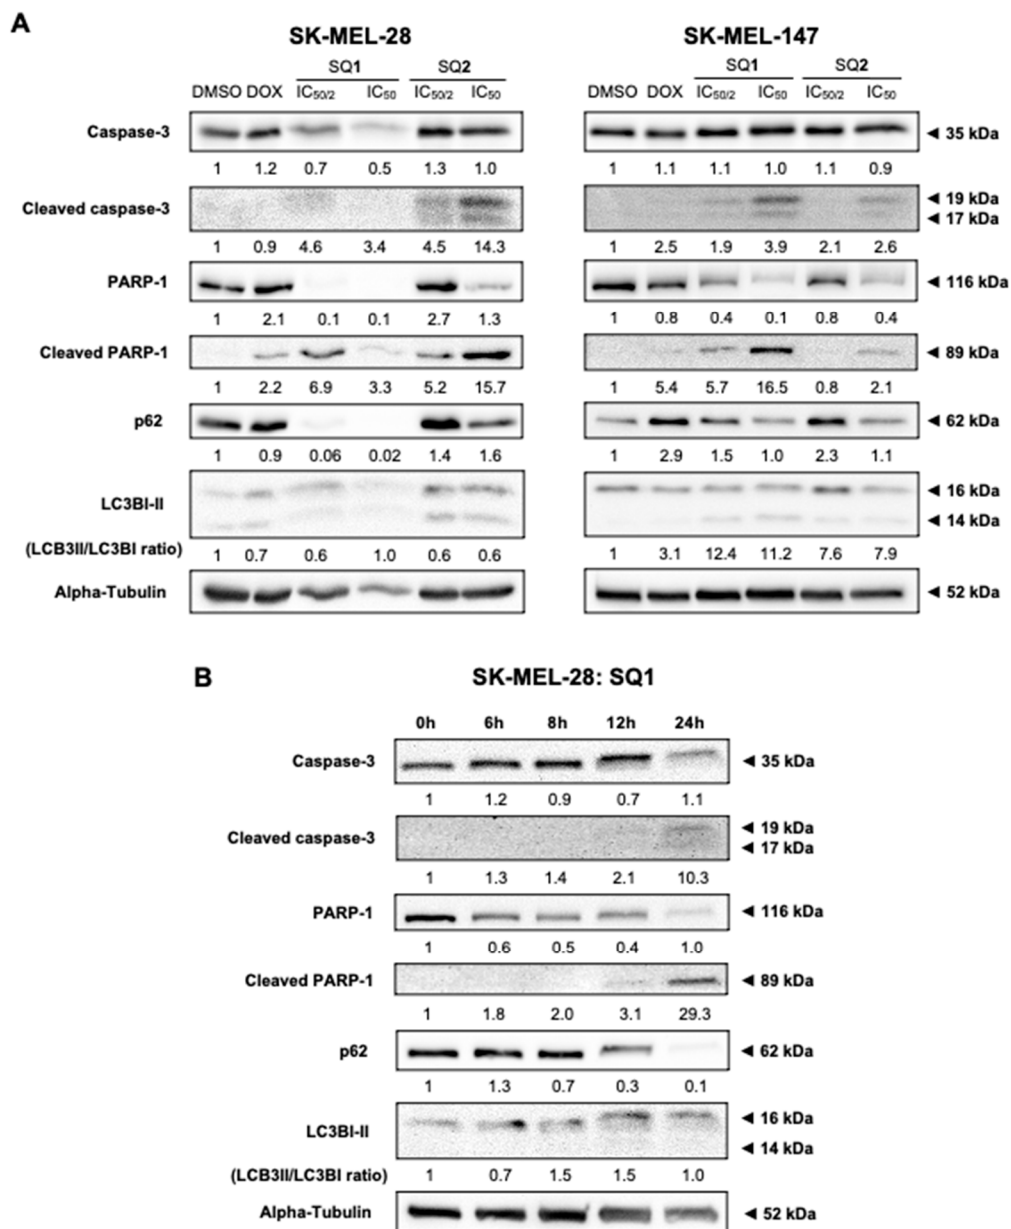 A
SK-MEL-28 SK-MEL-147
SQ1 SQ2 SQ1 SQ2
DMSO DOX IC50/2 IC50 IC50/2 IC50 DMSO DOX IC50/2 IC50 IC50/2 IC50
Caspase-3 ◄ 35 kDa
1 1.2 0.7 0.5 1.3 1.0 1 1.1 1.1 1.0 1.1 0.9
Cleaved caspase-3 ◄ 19 kDa
◄ 17 kDa
1 0.9 4.6 3.4 4.5 14.3 1 2.5 1.9 3.9 2.1 2.6
PARP-1 ◄ 116 kDa
1 2.1 0.1 0.1 2.7 1.3 1 0.8 0.4 0.1 0.8 0.4
Cleaved PARP-1 ◄ 89 kDa
1 2.2 6.9 3.3 5.2 15.7 1 5.4 5.7 16.5 0.8 2.1
p62 ◄ 62 kDa
1 0.9 0.06 0.02 1.4 1.6 1 2.9 1.5 1.0 2.3 1.1
LC3BI-II ◄ 16 kDa
◄ 14 kDa
(LCB3II/LC3BI ratio) 1 0.7 0.6 1.0 0.6 0.6 1 3.1 12.4 11.2 7.6 7.9
Alpha-Tubulin ◄ 52 kDa
B
SK-MEL-28: SQ1
0h 6h 8h 12h 24h
Caspase-3 ◄ 35 kDa
1 1.2 0.9 0.7 1.1
Cleaved caspase-3 ◄ 19 kDa
◄ 17 kDa
1 1.3 1.4 2.1 10.3
PARP-1 ◄ 116 kDa
1 0.6 0.5 0.4 1.0
Cleaved PARP-1 ◄ 89 kDa
1 1.8 2.0 3.1 29.3
p62 ◄ 62 kDa
1 1.3 0.7 0.3 0.1
LC3BI-II ◄ 16 kDa
◄ 14 kDa
(LCB3II/LC3BI ratio) 1 0.7 1.5 1.5 1.0
Alpha-Tubulin ◄ 52 kDa